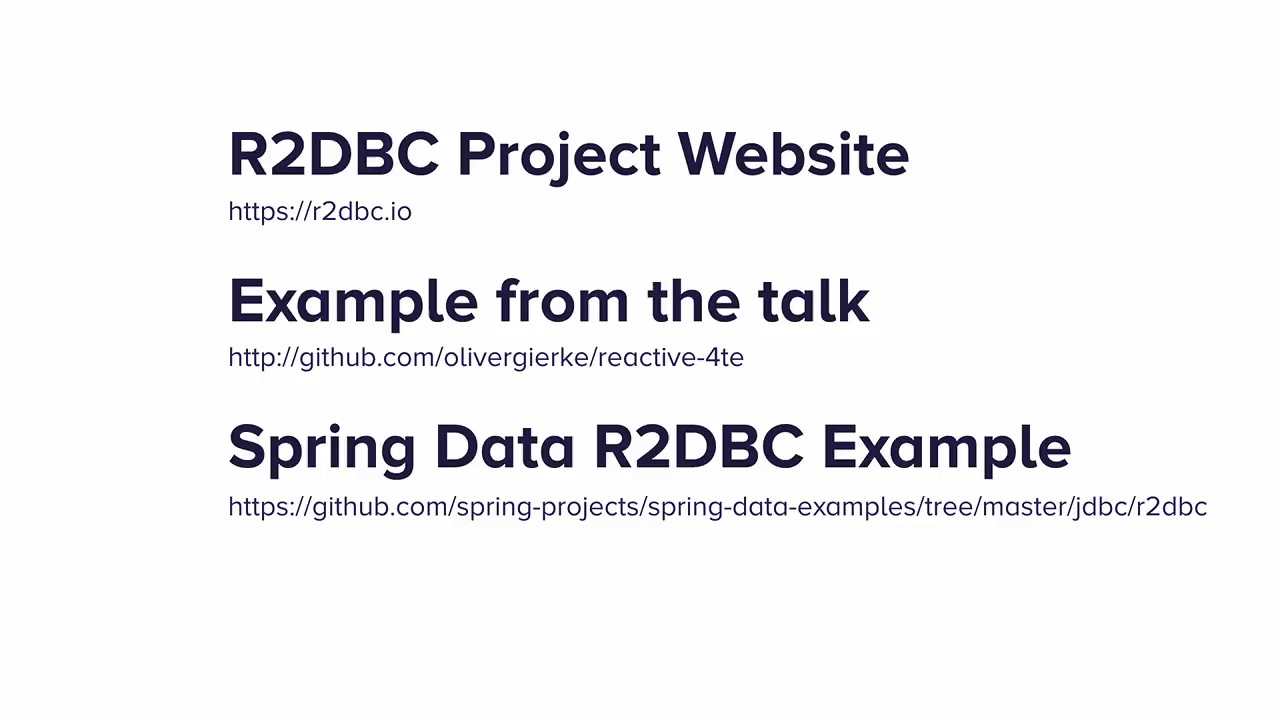 R2DBC Project Website
https://r2dbc.io
Example from the talk
http://github.com/olivergierke/reactive-4te
Spring Data R2DBC Example
https://github.com/spring-projects/spring-data-examples/tree/master/jdbc/r2dbc